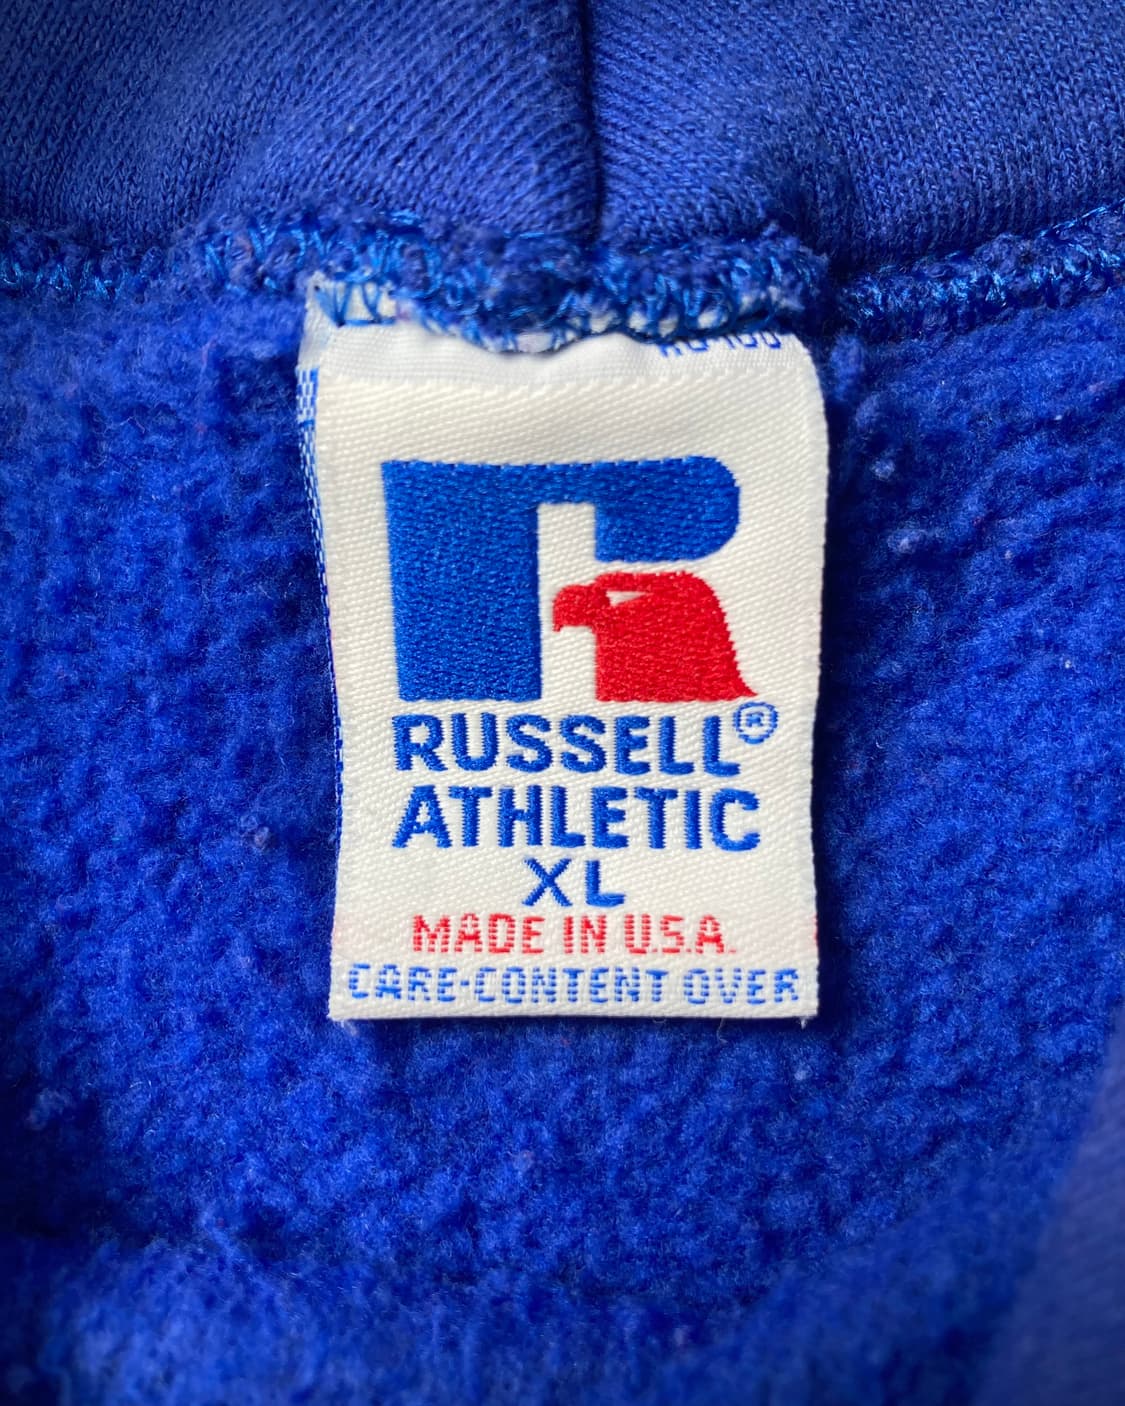 RUSSELL®
ATHLETIC
XL
MADE IN U.S.A.
CARE-CONTENT OVER